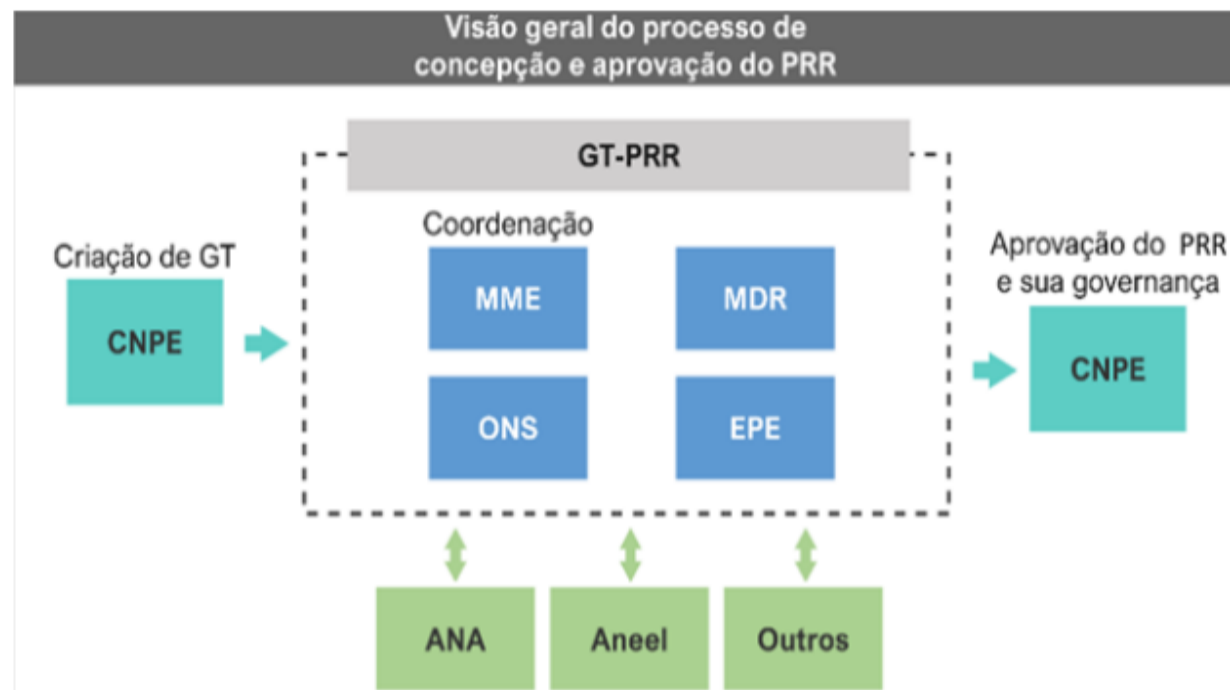 Visão geral do processo de
concepção e aprovação do PRR
GT-PRR
Criação de GT
CNPE
Coordenação
MME
MDR
ONS
EPE
Aprovação do PRR
e sua governança
CNPE
ANA
Aneel
Outros